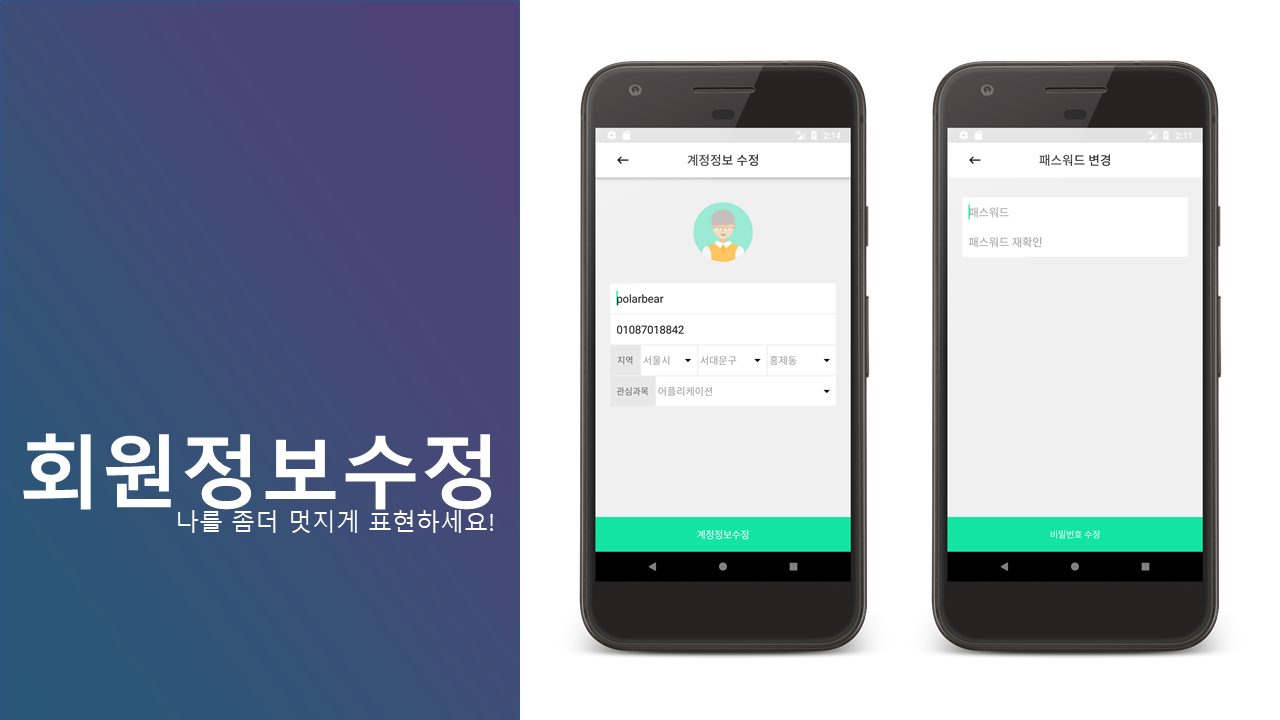 회원정보수정
나를 좀더 멋지게 표현하세요!
2:14
계정정보 수정
polarbear
01087018842
지역 서울시 서대문구 홍제동
관심과목 어플리케이션
계정정보수정
2:11
패스워드 변경
패스워드
패스워드 재확인
비밀번호 수정